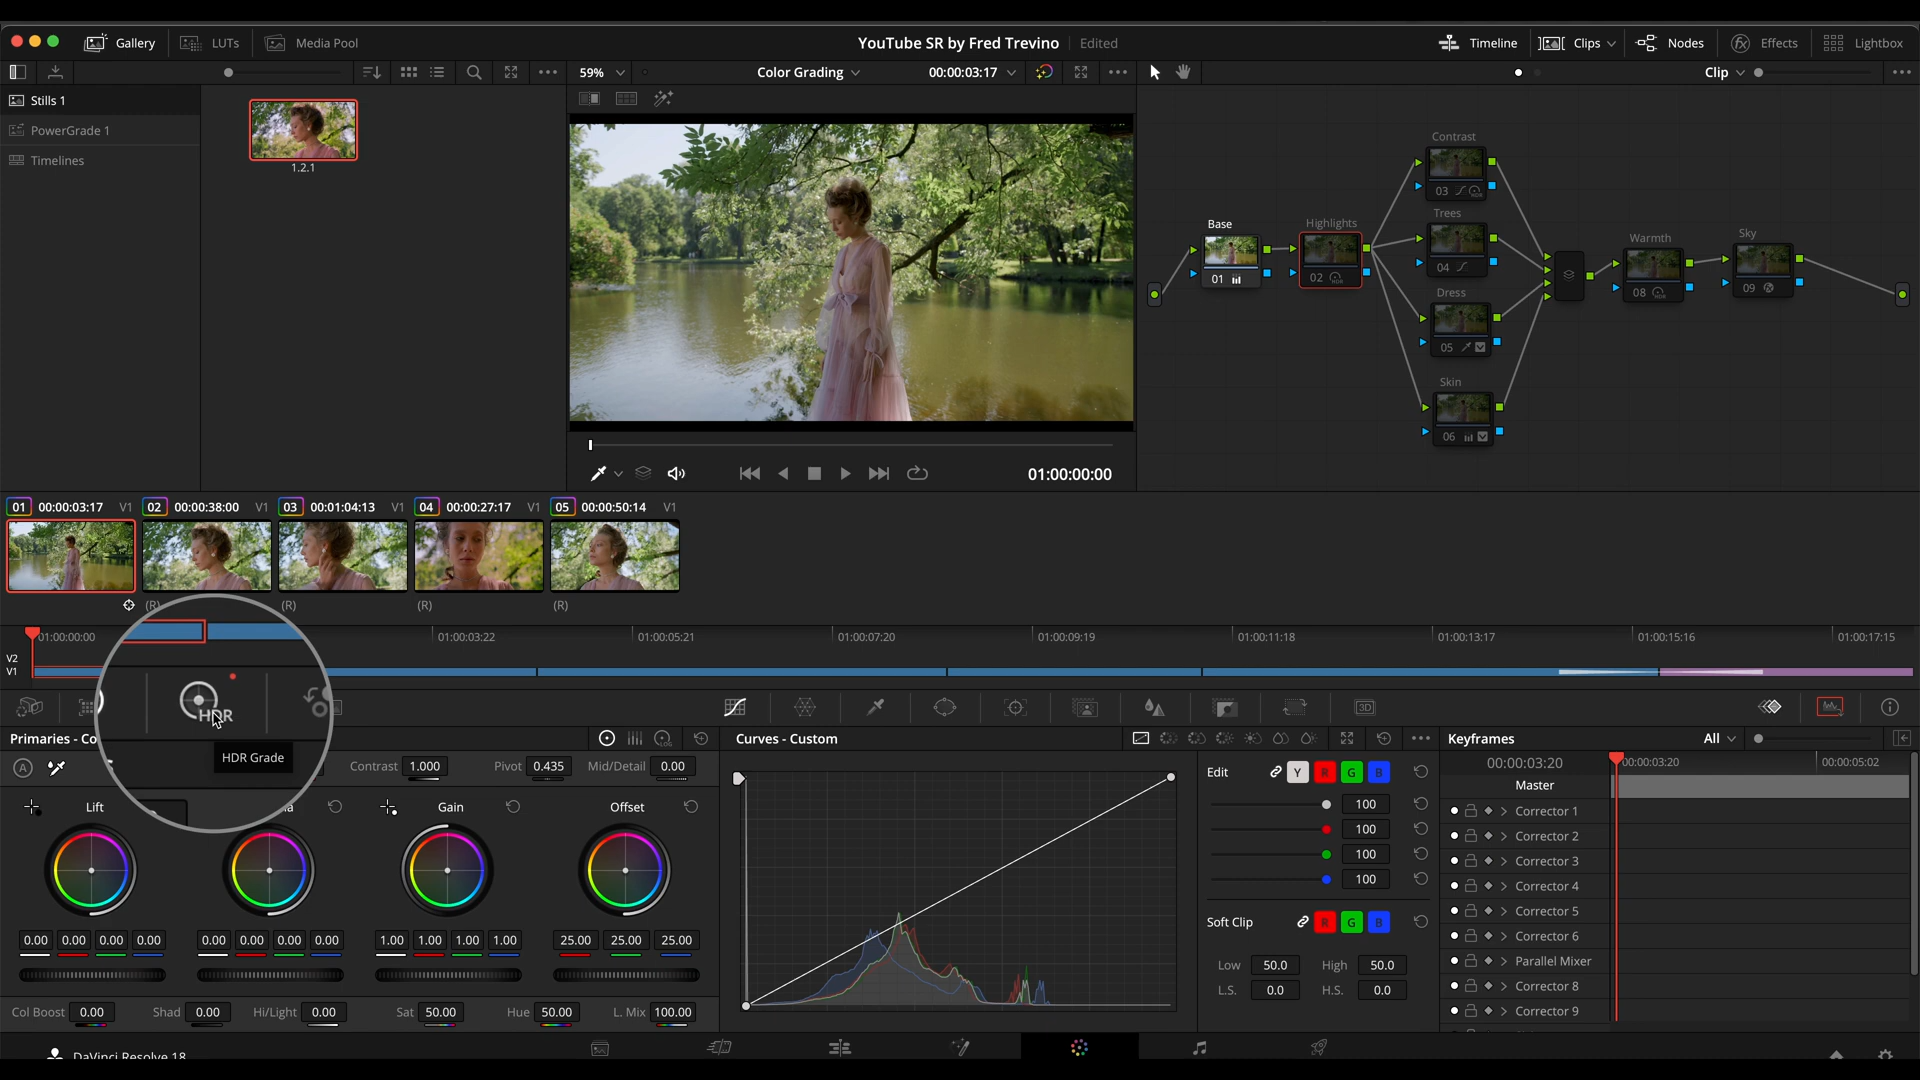 Gallery
LUTs
Media Pool
YouTube SR by Fred Trevino
Edited
Timeline
Clips
Nodes
Effects
Lightbox
59%
Color Grading
00:00:03:17
Clip
Stills 1
PowerGrade 1
Timelines
1.2.1
01:00:00:00
Base
01
Highlights
02
Contrast
03
Trees
04
Dress
05
Skin
06
Warmth
08
Sky
09
01 00:00:03:17 V1
02 00:00:38:00 V1
03 00:01:04:13 V1
04 00:00:27:17 V1
05 00:00:50:14 V1
(R)
(R)
(R)
(R)
01:00:00:00
01:00:03:22
01:00:05:21
01:00:07:20
01:00:09:19
01:00:11:18
01:00:13:17
01:00:15:16
01:00:17:15
V2
V1
HDR
HDR Grade
3D
Primaries - Co
Curves - Custom
Keyframes
All
A
Contrast 1.000
Pivot 0.435
Mid/Detail 0.00
Lift
Gain
Offset
0.00 0.00 0.00 0.00
0.00 0.00 0.00 0.00
1.00 1.00 1.00 1.00
25.00 25.00 25.00
Col Boost 0.00
Shad 0.00
Hi/Light 0.00
Sat 50.00
Hue 50.00
L. Mix 100.00
Edit
Y R G B
100
100
100
100
Soft Clip
R G B
Low 50.0
High 50.0
L.S. 0.0
H.S. 0.0
00:00:03:20
00:00:03:20
00:00:05:02
Master
Corrector 1
Corrector 2
Corrector 3
Corrector 4
Corrector 5
Corrector 6
Parallel Mixer
Corrector 8
Corrector 9
DaVinci Resolve 18